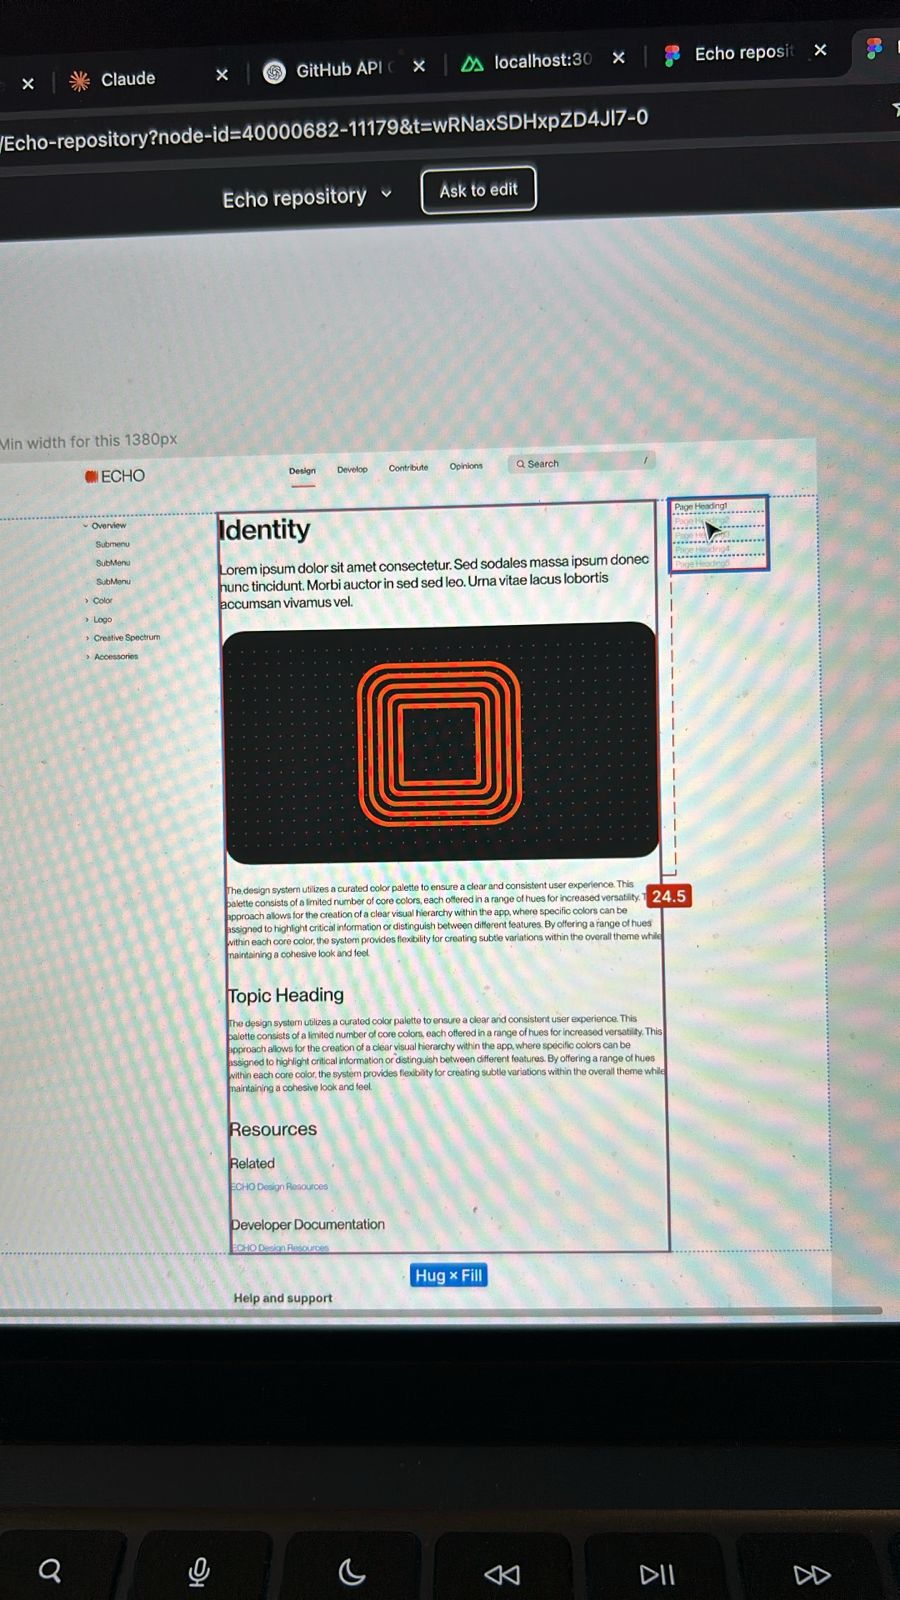 Claude
GitHub API
localhost:30
Echo reposit
/Echo-repository?node-id=40000682-11179&t=wRNaxSDHxpZD4Jl7-0
Echo repository
Ask to edit
Min width for this 1380px
ECHO
Design
Develop
Contribute
Opinions
Search
/
Overview
Submenu
SubMenu
SubMenu
Color
Logo
Creative Spectrum
Accessories
Identity
Lorem ipsum dolor sit amet consectetur. Sed sodales massa ipsum donec
nunc tincidunt. Morbi auctor in sed sed leo. Urna vitae lacus lobortis
accumsan vivamus vel.
Page Heading1
Page Heading4
Page Heading5
The design system utilizes a curated color palette to ensure a clear and consistent user experience. This
palette consists of a limited number of core colors, each offered in a range of hues for increased versatility. T
24.5
approach allows for the creation of a clear visual hierarchy within the app, where specific colors can be
assigned to highlight critical information or distinguish between different features. By offering a range of hues
within each core color, the system provides flexibility for creating subtle variations within the overall theme while
maintaining a cohesive look and feel.
Topic Heading
The design system utilizes a curated color palette to ensure a clear and consistent user experience. This
palette consists of a limited number of core colors, each offered in a range of hues for increased versatility. This
approach allows for the creation of a clear visual hierarchy within the app, where specific colors can be
assigned to highlight critical information or distinguish between different features. By offering a range of hues
within each core color, the system provides flexibility for creating subtle variations within the overall theme while
maintaining a cohesive look and feel.
Resources
Related
ECHO Design Resources
Developer Documentation
ECHO Design Resources
Hug × Fill
Help and support